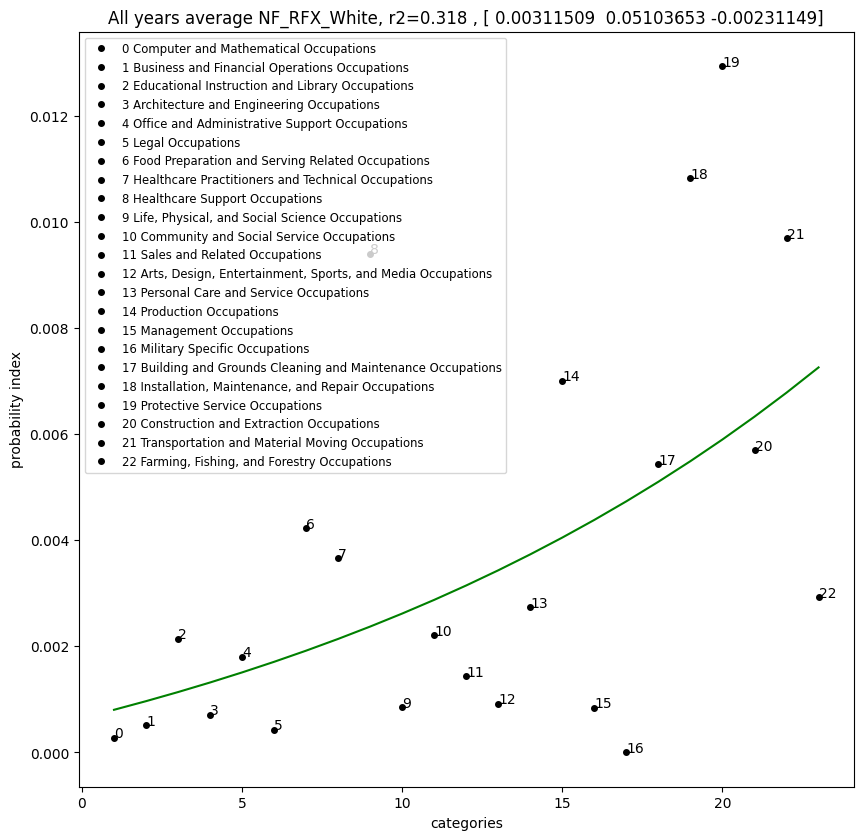 All years average NF_RFX_White, r2=0.318 , [ 0.00311509  0.05103653 -0.00231149]
0 Computer and Mathematical Occupations
1 Business and Financial Operations Occupations
2 Educational Instruction and Library Occupations
3 Architecture and Engineering Occupations
4 Office and Administrative Support Occupations
5 Legal Occupations
6 Food Preparation and Serving Related Occupations
7 Healthcare Practitioners and Technical Occupations
8 Healthcare Support Occupations
9 Life, Physical, and Social Science Occupations
10 Community and Social Service Occupations
11 Sales and Related Occupations
12 Arts, Design, Entertainment, Sports, and Media Occupations
13 Personal Care and Service Occupations
14 Production Occupations
15 Management Occupations
16 Military Specific Occupations
17 Building and Grounds Cleaning and Maintenance Occupations
18 Installation, Maintenance, and Repair Occupations
19 Protective Service Occupations
20 Construction and Extraction Occupations
21 Transportation and Material Moving Occupations
22 Farming, Fishing, and Forestry Occupations
19
18
8
21
14
17
20
6
7
22
13
10
2
4
11
12
9
15
3
1
5
0
16
0.012
0.010
0.008
0.006
0.004
0.002
0.000
probability index
0
5
10
15
20
categories